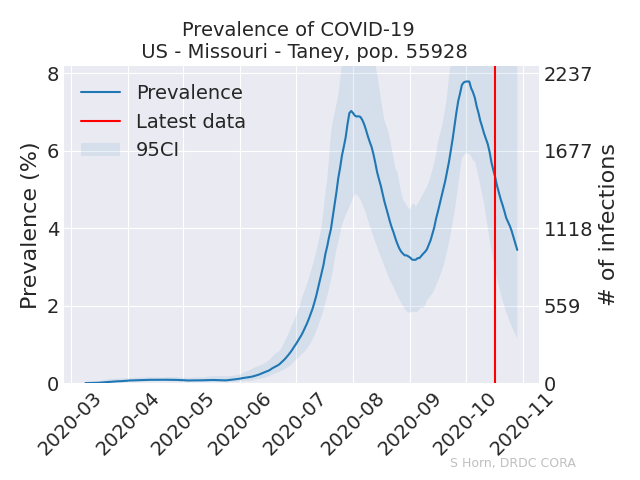 Prevalence of COVID-19
US - Missouri - Taney, pop. 55928
Prevalence
Latest data
95CI
Prevalence (%)
8
6
4
2
0
2237
1677
1118
559
0
# of infections
2020-03
2020-04
2020-05
2020-06
2020-07
2020-08
2020-09
2020-10
2020-11
S Horn, DRDC CORA